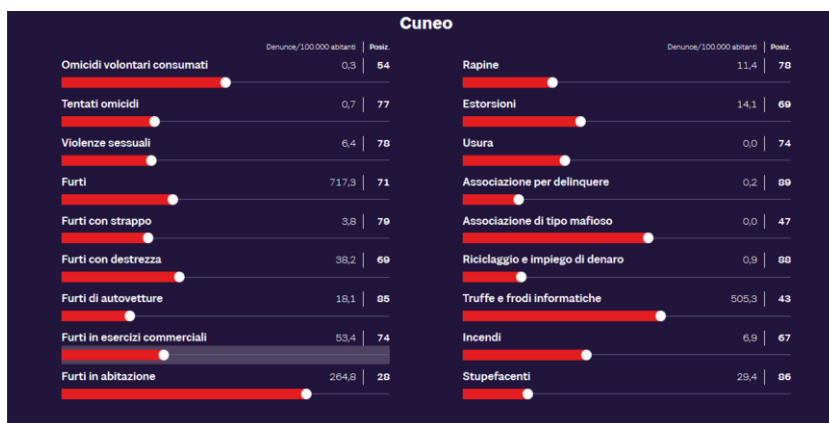 Cuneo
Denunce/100.000 abitanti | Posiz.
Omicidi volontari consumati 0,3 | 54
Tentati omicidi 0,7 | 77
Violenze sessuali 6,4 | 78
Furti 717,3 | 71
Furti con strappo 3,8 | 79
Furti con destrezza 38,2 | 69
Furti di autovetture 18,1 | 85
Furti in esercizi commerciali 53,4 | 74
Furti in abitazione 264,8 | 28
Denunce/100.000 abitanti | Posiz.
Rapine 11,4 | 78
Estorsioni 14,1 | 69
Usura 0,0 | 74
Associazione per delinquere 0,2 | 89
Associazione di tipo mafioso 0,0 | 47
Riciclaggio e impiego di denaro 0,9 | 88
Truffe e frodi informatiche 505,3 | 43
Incendi 6,9 | 67
Stupefacenti 29,4 | 86